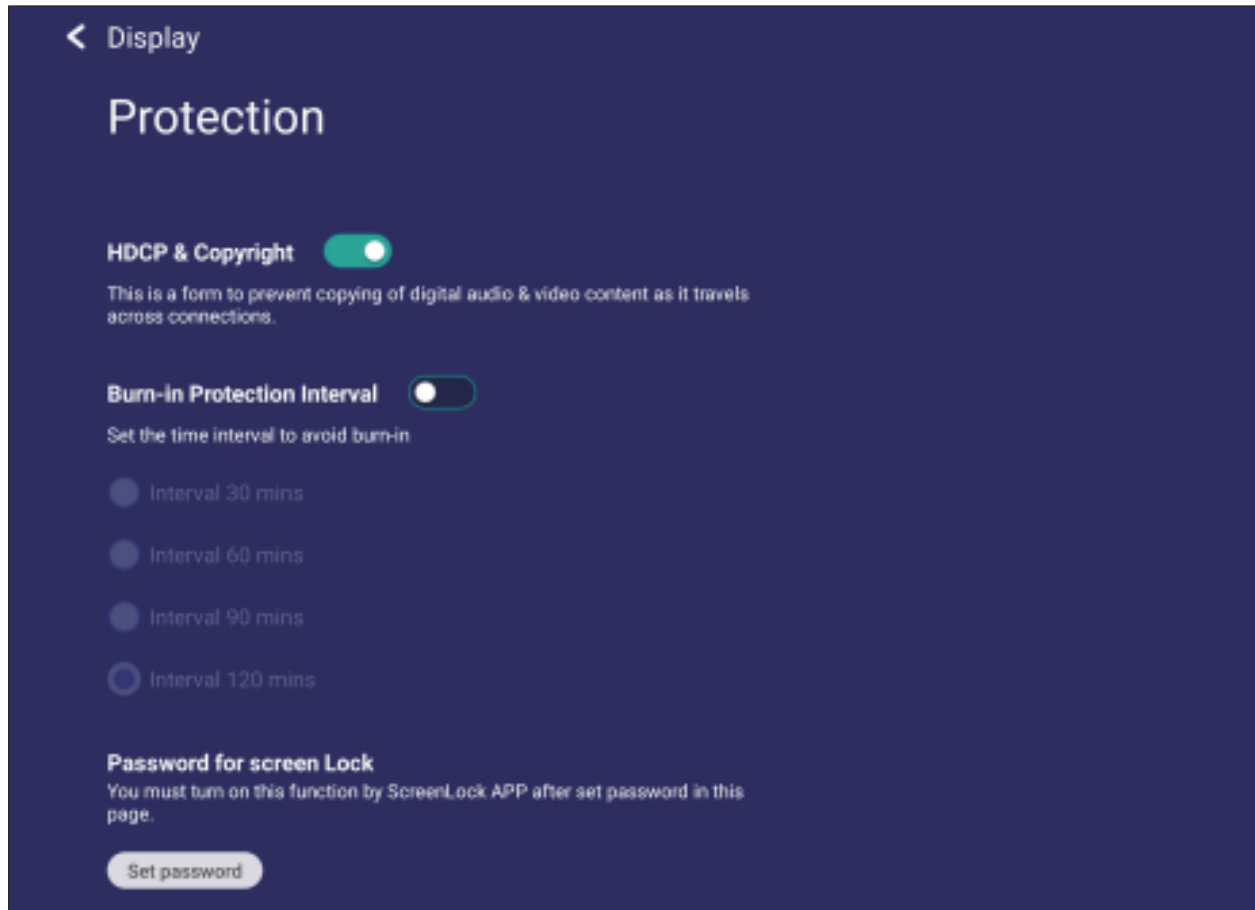 Display
Protection
HDCP & Copyright
This is a form to prevent copying of digital audio & video content as it travels
across connections.
Burn-in Protection Interval
Set the time interval to avoid burn-in
Interval 30 mins
Interval 60 mins
Interval 90 mins
Interval 120 mins
Password for screen Lock
You must turn on this function by ScreenLock APP after set password in this
page.
Set password